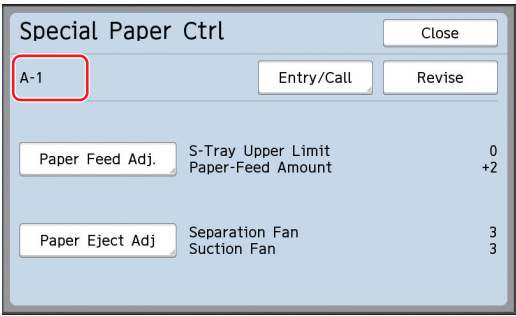 Special Paper Ctrl Close
A-1 Entry/Call Revise
Paper Feed Adj. S-Tray Upper Limit 0
Paper-Feed Amount +2
Paper Eject Adj Separation Fan 3
Suction Fan 3